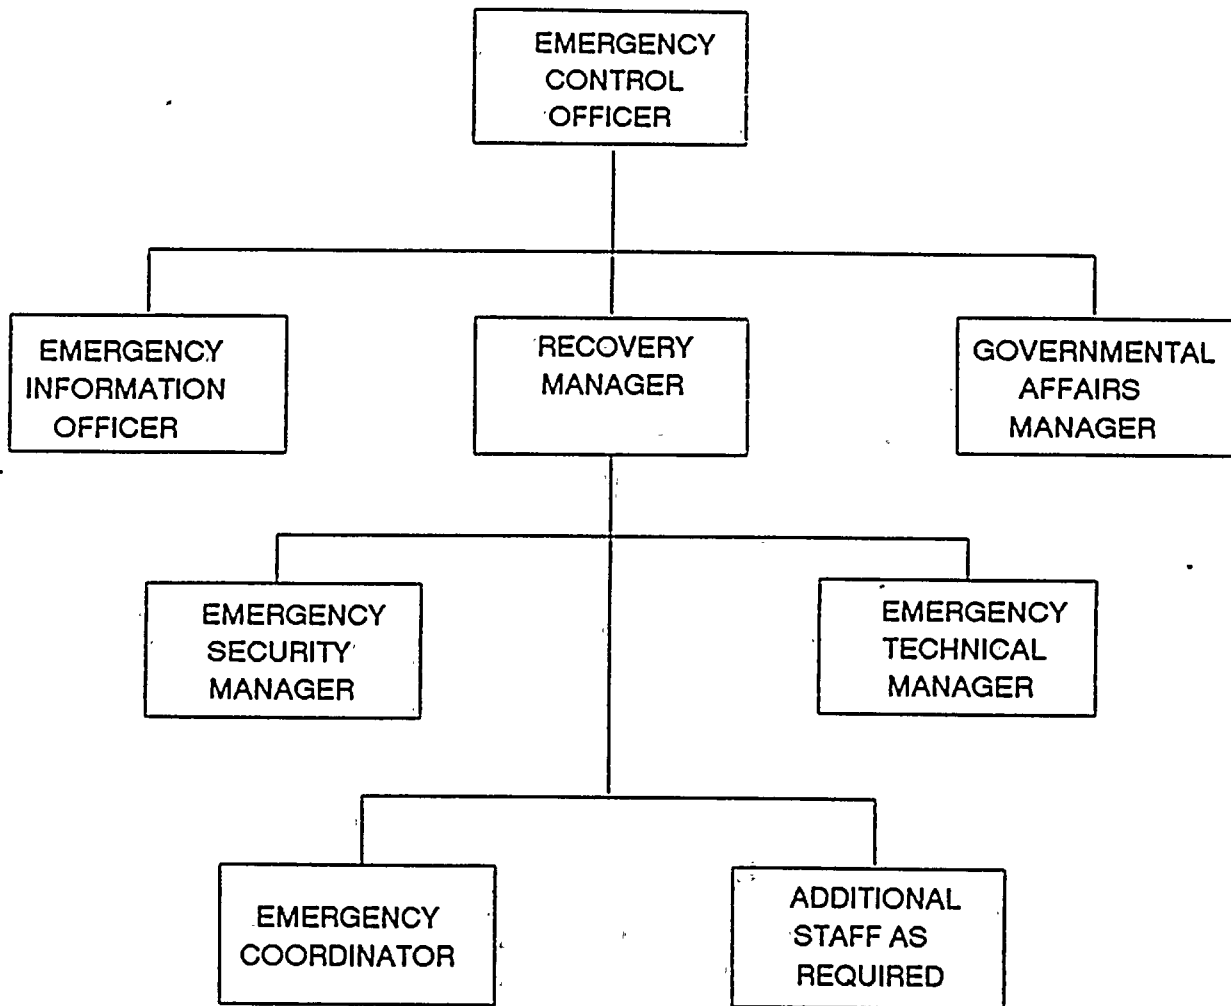 EMERGENCY
CONTROL
OFFICER
EMERGENCY
INFORMATION
OFFICER
RECOVERY
MANAGER
GOVERNMENTAL
AFFAIRS
MANAGER
EMERGENCY
SECURITY
MANAGER
EMERGENCY
TECHNICAL
MANAGER
EMERGENCY
COORDINATOR
ADDITIONAL
STAFF AS
REQUIRED